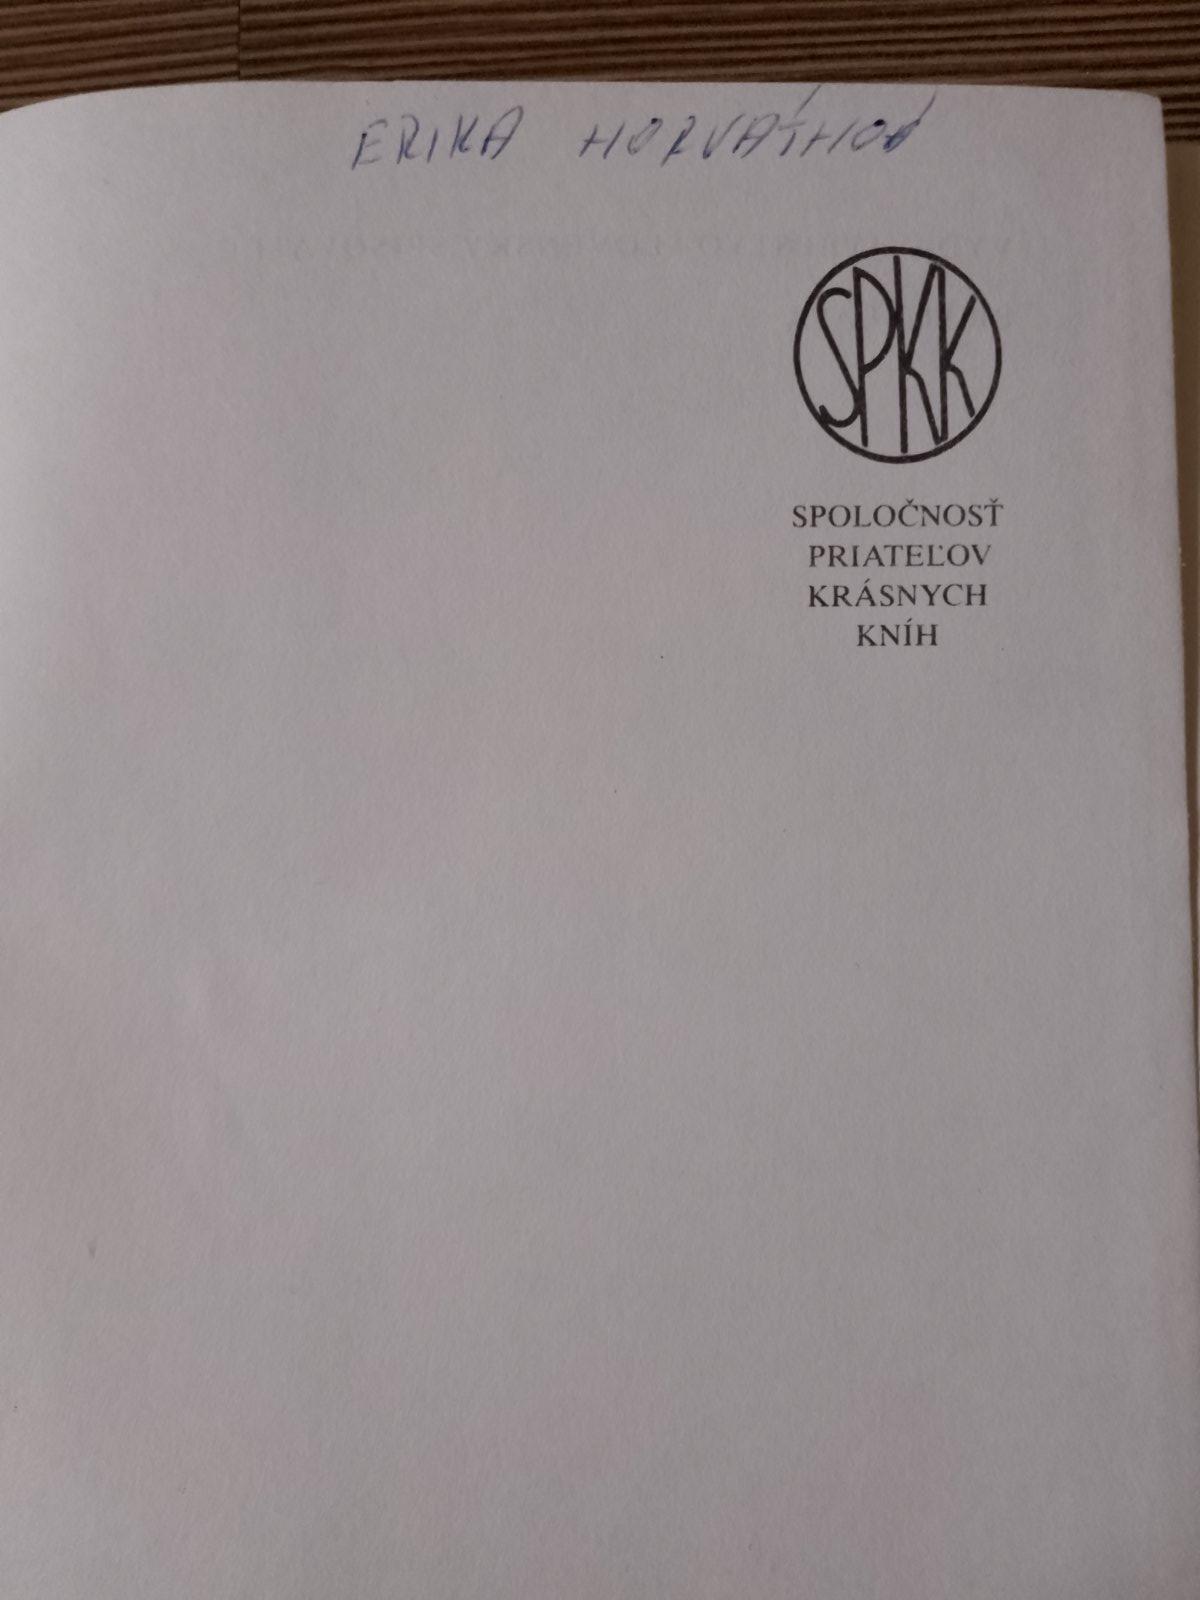 ERIKA HORVÁTHOVÁ
SPKK
SPOLOČNOSŤ
PRIATEĽOV
KRÁSNYCH
KNÍH